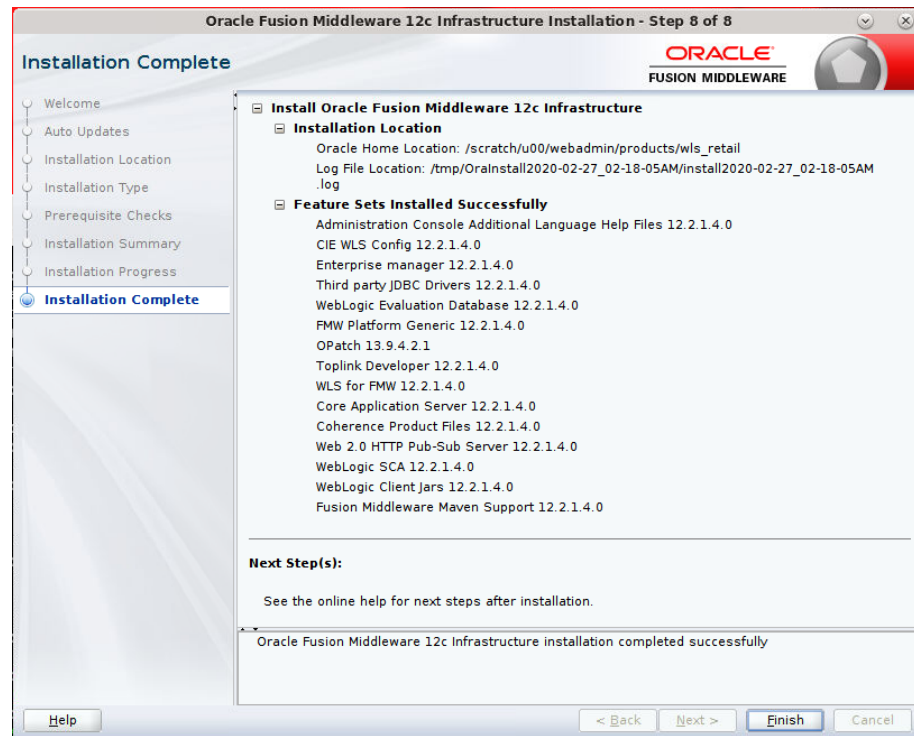 Oracle Fusion Middleware 12c Infrastructure Installation - Step 8 of 8
Installation Complete
ORACLE
FUSION MIDDLEWARE
Welcome
Auto Updates
Installation Location
Installation Type
Prerequisite Checks
Installation Summary
Installation Progress
Installation Complete
Install Oracle Fusion Middleware 12c Infrastructure
Installation Location
Oracle Home Location: /scratch/u00/webadmin/products/wls_retail
Log File Location: /tmp/OraInstall2020-02-27_02-18-05AM/install2020-02-27_02-18-05AM
.log
Feature Sets Installed Successfully
Administration Console Additional Language Help Files 12.2.1.4.0
CIE WLS Config 12.2.1.4.0
Enterprise manager 12.2.1.4.0
Third party JDBC Drivers 12.2.1.4.0
WebLogic Evaluation Database 12.2.1.4.0
FMW Platform Generic 12.2.1.4.0
OPatch 13.9.4.2.1
Toplink Developer 12.2.1.4.0
WLS for FMW 12.2.1.4.0
Core Application Server 12.2.1.4.0
Coherence Product Files 12.2.1.4.0
Web 2.0 HTTP Pub-Sub Server 12.2.1.4.0
WebLogic SCA 12.2.1.4.0
WebLogic Client Jars 12.2.1.4.0
Fusion Middleware Maven Support 12.2.1.4.0
Next Step(s):
See the online help for next steps after installation.
Oracle Fusion Middleware 12c Infrastructure installation completed successfully
Help
< Back
Next >
Finish
Cancel